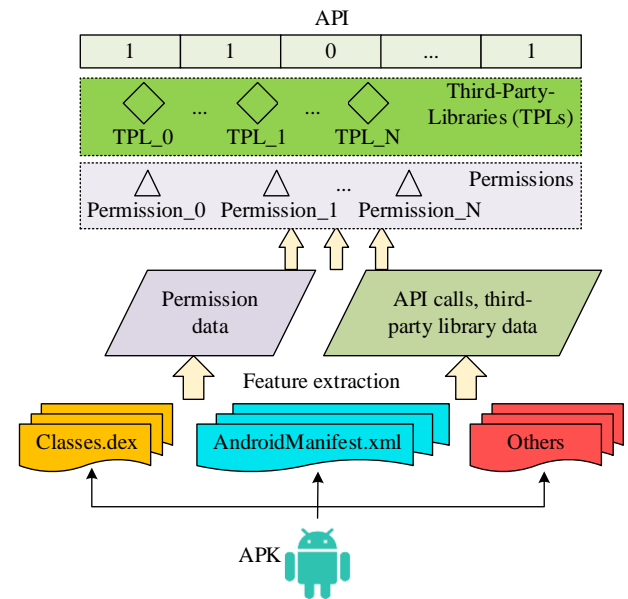 API
1 1 0 ... 1
Third-Party-
Libraries (TPLs)
... ...
TPL_0 TPL_1 TPL_N
Permissions
...
Permission_0 Permission_1 Permission_N
Permission
data
API calls, third-
party library data
Feature extraction
Classes.dex AndroidManifest.xml Others
APK